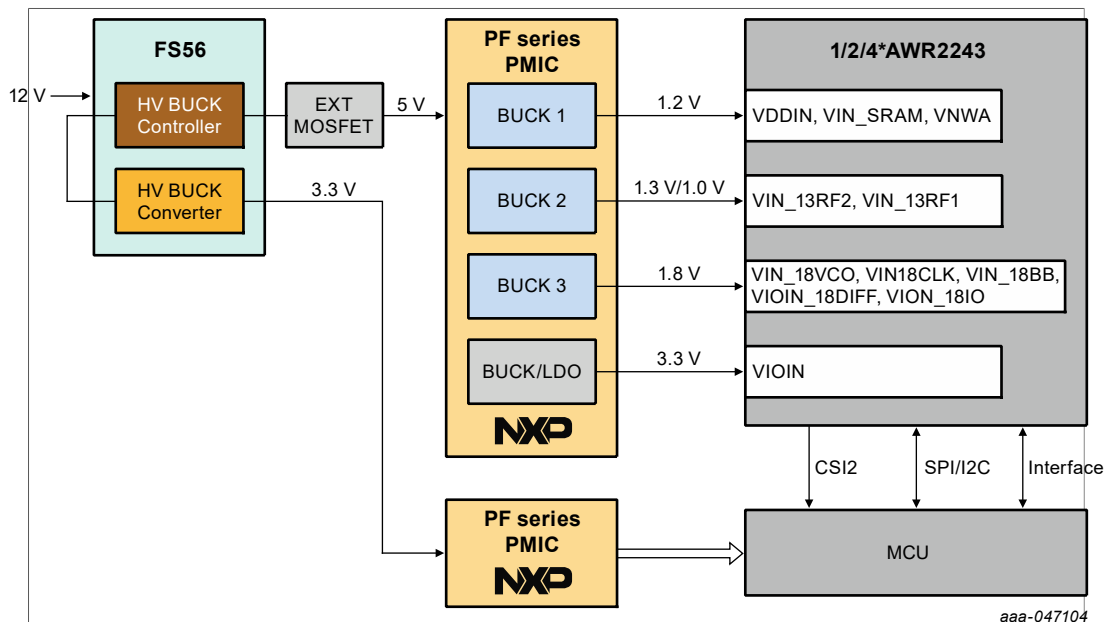 FS56
12 V
HV BUCK
Controller
HV BUCK
Converter
EXT
MOSFET
5 V
3.3 V
PF series
PMIC
BUCK 1
BUCK 2
BUCK 3
BUCK/LDO
NXP
1.2 V
1.3 V/1.0 V
1.8 V
3.3 V
1/2/4*AWR2243
VDDIN, VIN_SRAM, VNWA
VIN_13RF2, VIN_13RF1
VIN_18VCO, VIN18CLK, VIN_18BB,
VIOIN_18DIFF, VION_18IO
VIOIN
CSI2
SPI/I2C
Interface
PF series
PMIC
NXP
MCU
aaa-047104